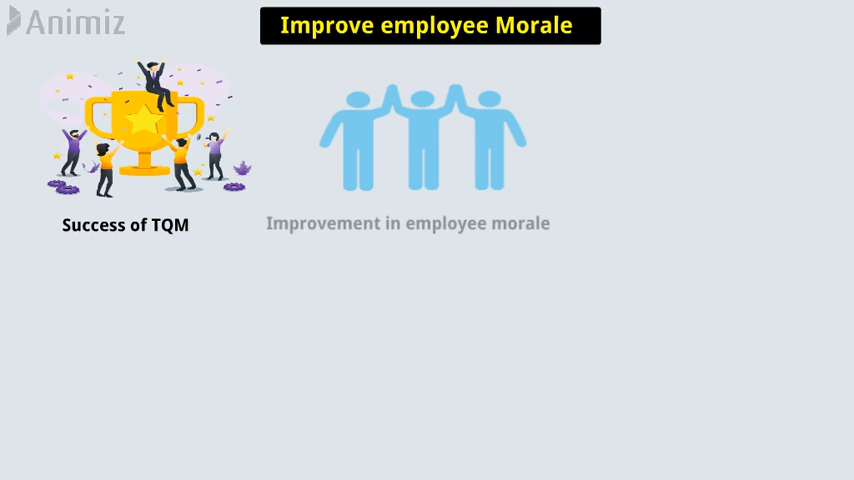 Animiz
Improve employee Morale
Success of TQM
Improvement in employee morale